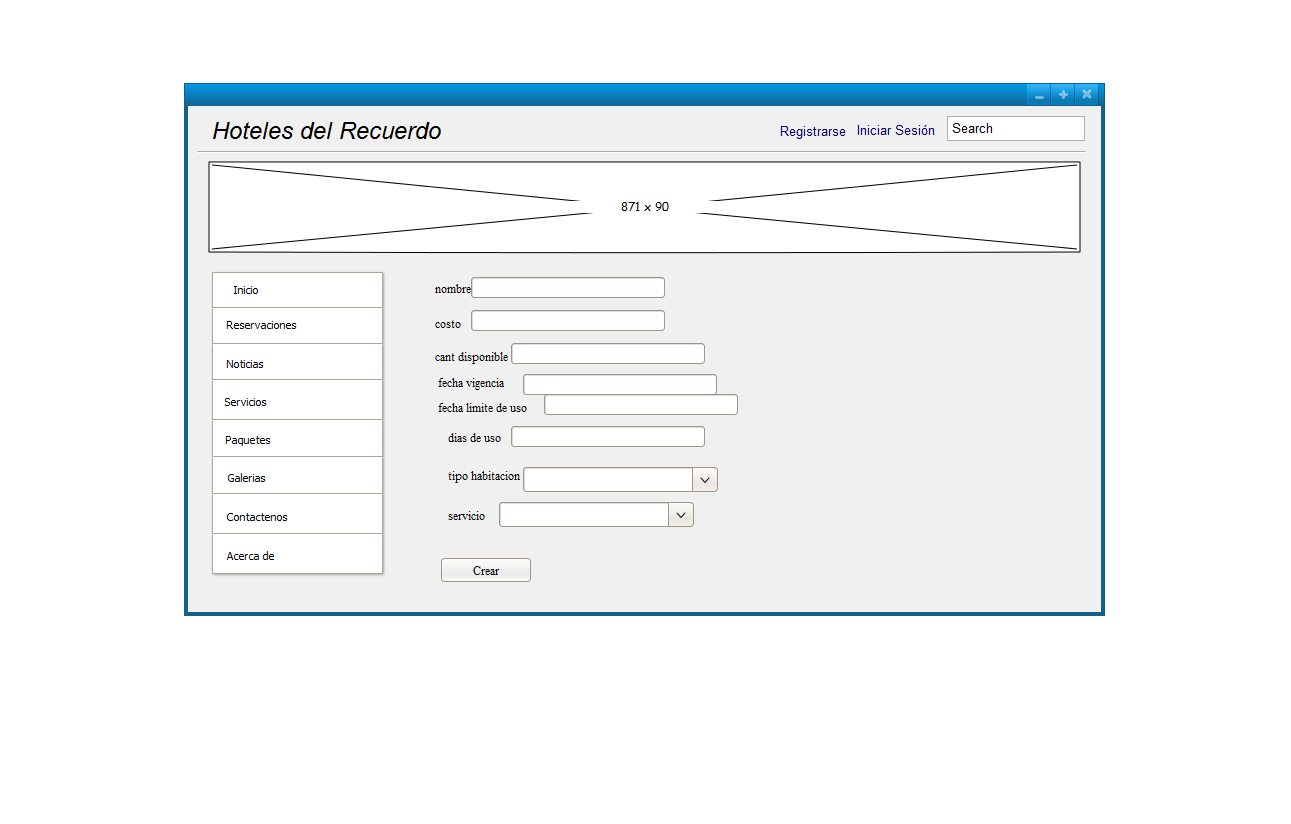 Hoteles del Recuerdo
Registrarse Iniciar Sesión Search
871 x 90
Inicio
Reservaciones
Noticias
Servicios
Paquetes
Galerias
Contactenos
Acerca de
nombre
costo
cant disponible
fecha vigencia
fecha limite de uso
dias de uso
tipo habitacion
servicio
Crear